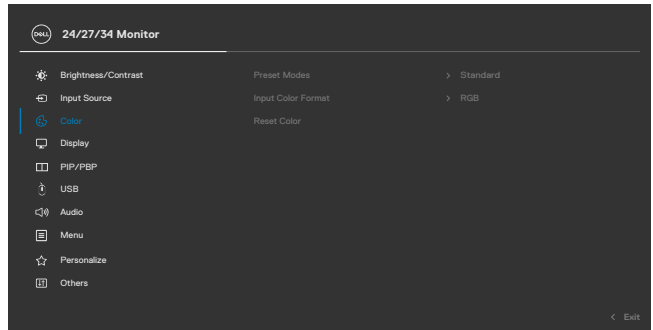 DELL 24/27/34 Monitor
Brightness/Contrast Preset Modes > Standard
Input Source Input Color Format > RGB
Color Reset Color
Display
PIP/PBP
USB
Audio
Menu
Personalize
Others
< Exit